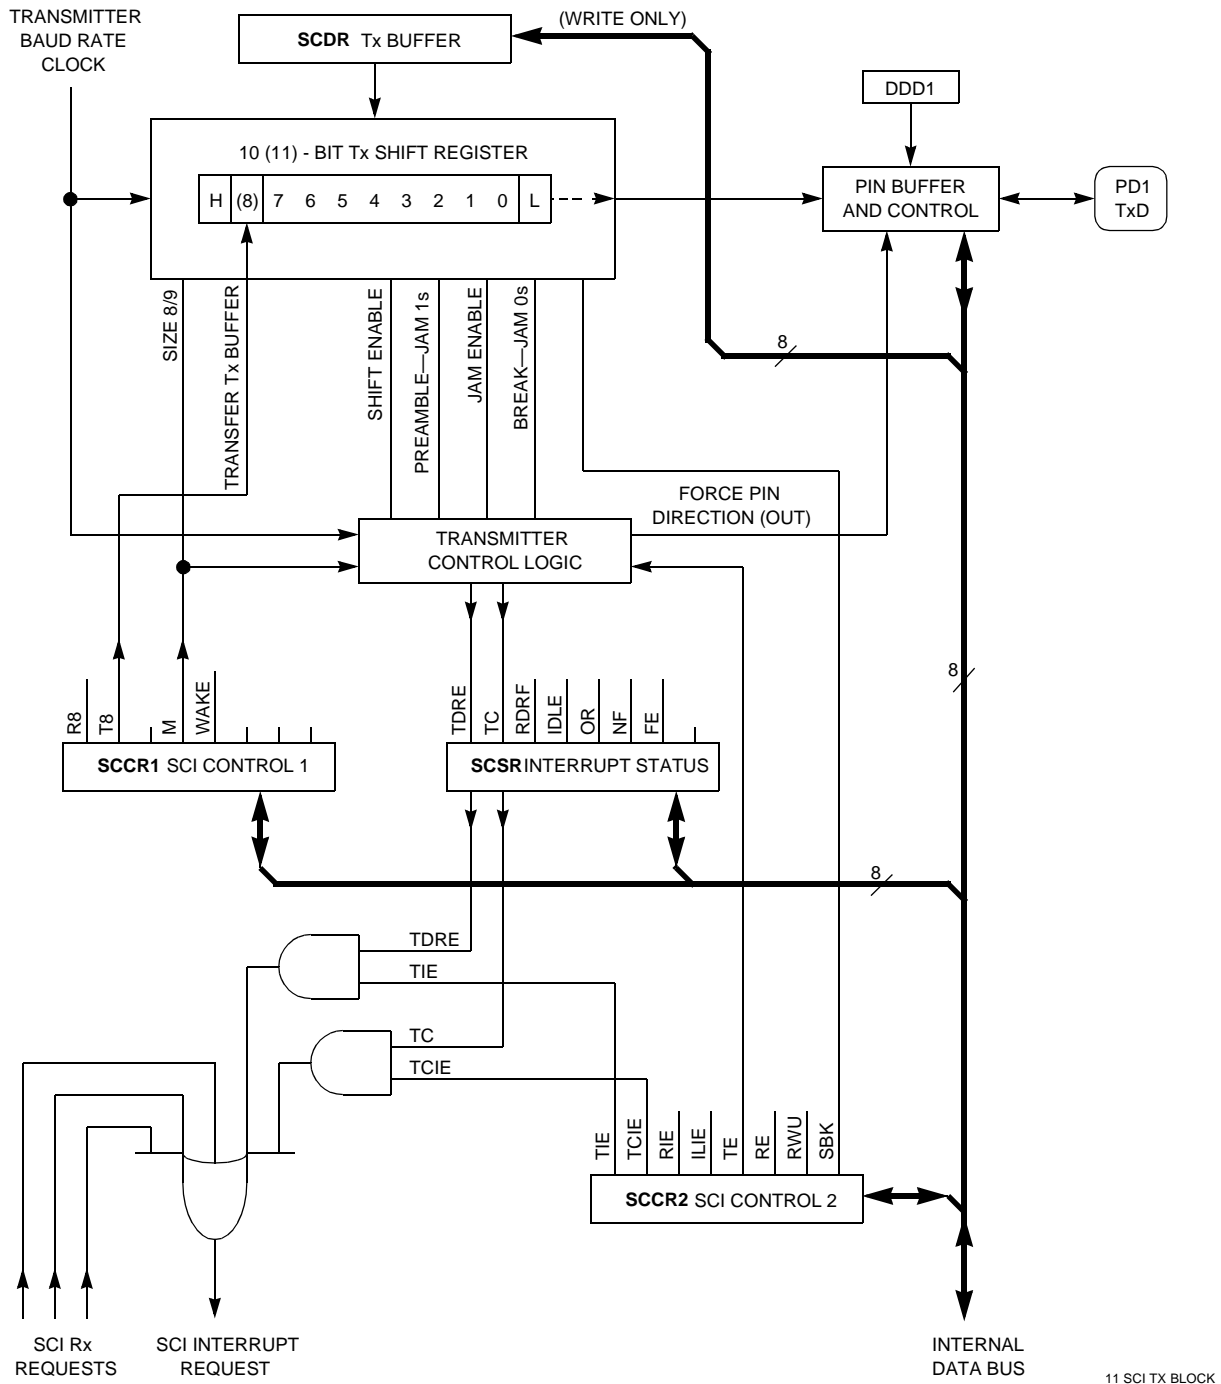 TRANSMITTER
BAUD RATE
CLOCK
SCDR Tx BUFFER
(WRITE ONLY)
DDD1
10 (11) - BIT Tx SHIFT REGISTER
H (8) 7 6 5 4 3 2 1 0 L
PIN BUFFER
AND CONTROL
PD1
TxD
SIZE 8/9
TRANSFER Tx BUFFER
SHIFT ENABLE
PREAMBLE—JAM 1s
JAM ENABLE
BREAK—JAM 0s
8
FORCE PIN
DIRECTION (OUT)
TRANSMITTER
CONTROL LOGIC
8
R8
T8
M
WAKE
TDRE
TC
RDRF
IDLE
OR
NF
FE
SCCR1 SCI CONTROL 1
SCSR INTERRUPT STATUS
8
TDRE
TIE
TC
TCIE
TIE
TCIE
RIE
ILIE
TE
RE
RWU
SBK
SCCR2 SCI CONTROL 2
SCI Rx
REQUESTS
SCI INTERRUPT
REQUEST
INTERNAL
DATA BUS
11 SCI TX BLOCK